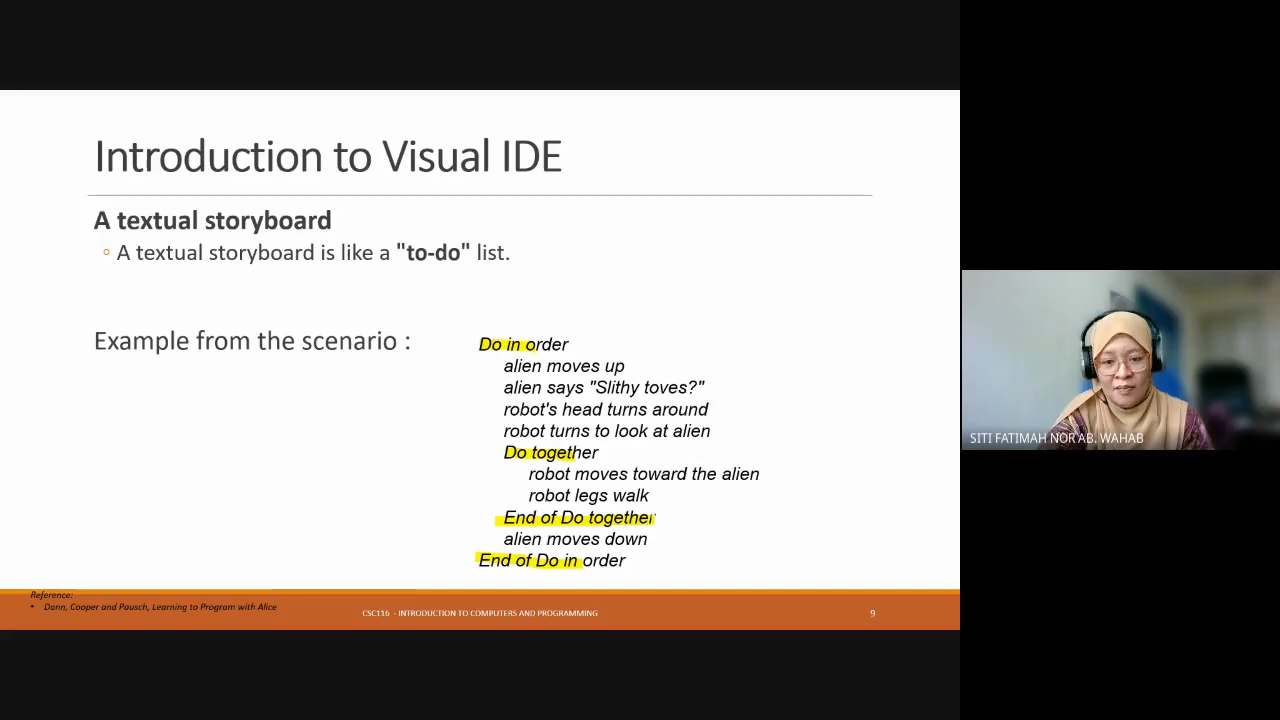 Introduction to Visual IDE
A textual storyboard
◦ A textual storyboard is like a "to-do" list.
Example from the scenario :
Do in order
alien moves up
alien says "Slithy toves?"
robot's head turns around
robot turns to look at alien
Do together
robot moves toward the alien
robot legs walk
End of Do together
alien moves down
End of Do in order
Reference:
• Dann, Cooper and Pausch, Learning to Program with Alice
CSC116 - INTRODUCTION TO COMPUTERS AND PROGRAMMING
9
SITI FATIMAH NOR AB. WAHAB